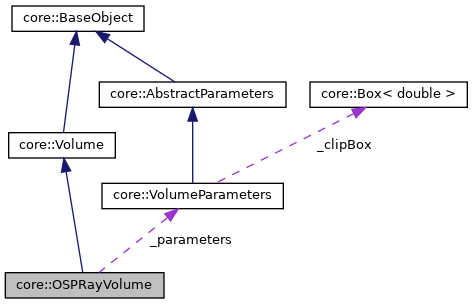 core::BaseObject
core::AbstractParameters
core::Box< double >
core::Volume
_clipBox
core::VolumeParameters
_parameters
core::OSPRayVolume